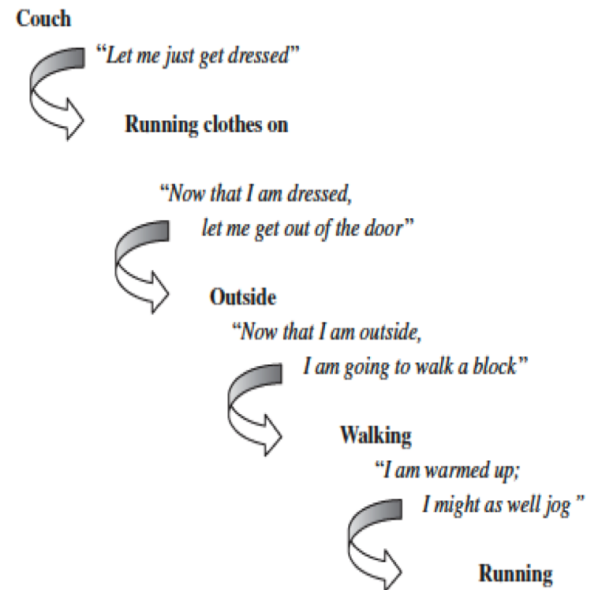 Couch
“Let me just get dressed”
Running clothes on
“Now that I am dressed,
let me get out of the door”
Outside
“Now that I am outside,
I am going to walk a block”
Walking
“I am warmed up;
I might as well jog ”
Running